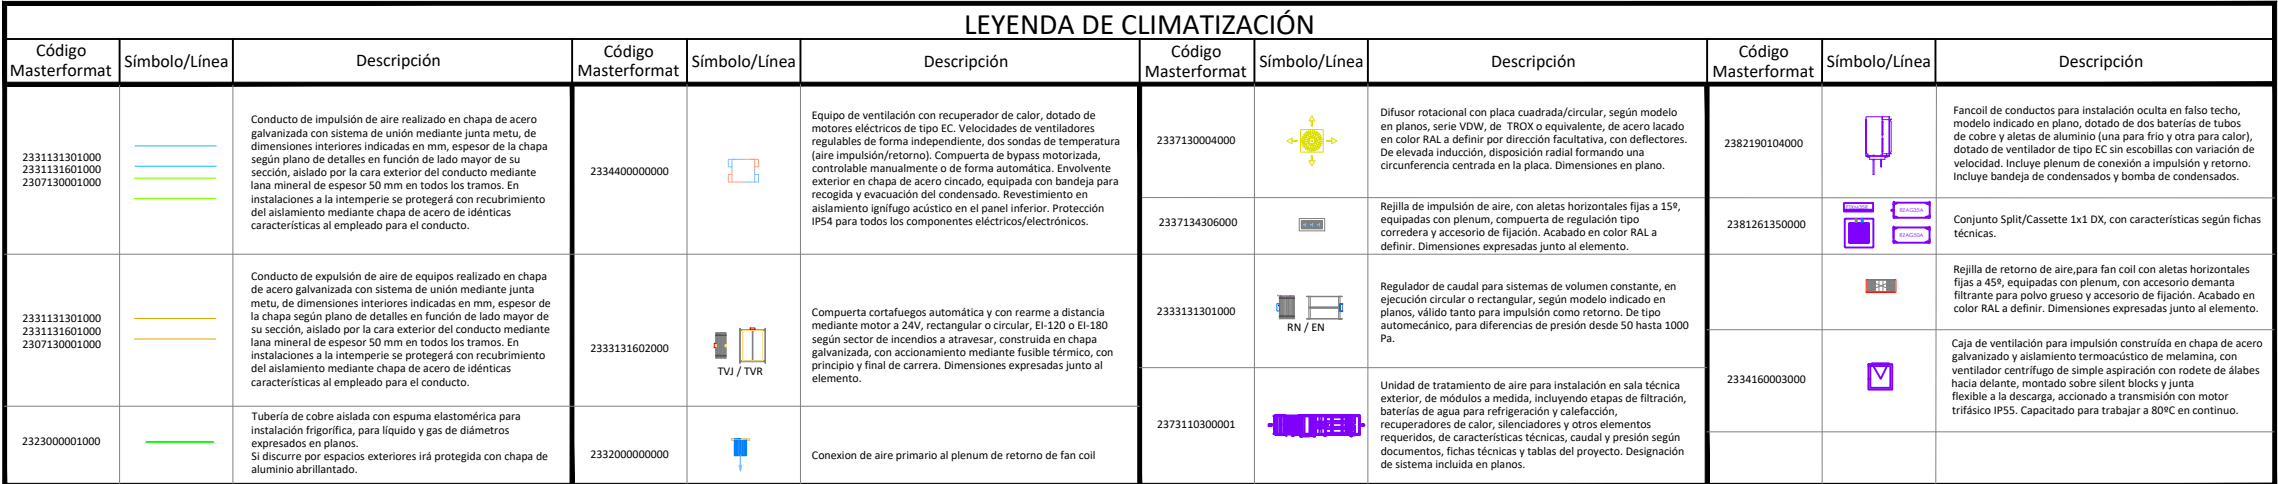 LEYENDA DE CLIMATIZACIÓN
Código
Masterformat
Símbolo/Línea
Descripción
Código
Masterformat
Símbolo/Línea
Descripción
Código
Masterformat
Símbolo/Línea
Descripción
Código
Masterformat
Símbolo/Línea
Descripción
2331131301000
2331131601000
2307130001000
Conducto de impulsión de aire realizado en chapa de acero
galvanizada con sistema de unión mediante junta metu, de
dimensiones interiores indicadas en mm, espesor de la chapa
según plano de detalles en función de lado mayor de su
sección, aislado por la cara exterior del conducto mediante
lana mineral de espesor 50 mm en todos los tramos. En
instalaciones a la intemperie se protegerá con recubrimiento
del aislamiento mediante chapa de acero de idénticas
características al empleado para el conducto.
2331131301000
2331131601000
2307130001000
Conducto de expulsión de aire de equipos realizado en chapa
de acero galvanizada con sistema de unión mediante junta
metu, de dimensiones interiores indicadas en mm, espesor de
la chapa según plano de detalles en función de lado mayor de
su sección, aislado por la cara exterior del conducto mediante
lana mineral de espesor 50 mm en todos los tramos. En
instalaciones a la intemperie se protegerá con recubrimiento
del aislamiento mediante chapa de acero de idénticas
características al empleado para el conducto.
2323000001000
Tubería de cobre aislada con espuma elastomérica para
instalación frigorífica, para líquido y gas de diámetros
expresados en planos.
Si discurre por espacios exteriores irá protegida con chapa de
aluminio abrillantado.
2334400000000
Equipo de ventilación con recuperador de calor, dotado de
motores eléctricos de tipo EC. Velocidades de ventiladores
regulables de forma independiente, dos sondas de temperatura
(aire impulsión/retorno). Compuerta de bypass motorizada,
controlable manualmente o de forma automática. Envolvente
exterior en chapa de acero cincado, equipada con bandeja para
recogida y evacuación del condensado. Revestimiento en
aislamiento ignífugo acústico en el panel inferior. Protección
IP54 para todos los componentes eléctricos/electrónicos.
2333131602000
TVJ / TVR
Compuerta cortafuegos automática y con rearme a distancia
mediante motor a 24V, rectangular o circular, EI-120 o EI-180
según sector de incendios a atravesar, construida en chapa
galvanizada, con accionamiento mediante fusible térmico, con
principio y final de carrera. Dimensiones expresadas junto al
elemento.
2332000000000
Conexion de aire primario al plenum de retorno de fan coil
2337130004000
Difusor rotacional con placa cuadrada/circular, según modelo
en planos, serie VDW, de  TROX o equivalente, de acero lacado
en color RAL a definir por dirección facultativa, con deflectores.
De elevada inducción, disposición radial formando una
circunferencia centrada en la placa. Dimensiones en plano.
2337134306000
Rejilla de impulsión de aire, con aletas horizontales fijas a 15º,
equipadas con plenum, compuerta de regulación tipo
corredera y accesorio de fijación. Acabado en color RAL a
definir. Dimensiones expresadas junto al elemento.
2333131301000
RN / EN
Regulador de caudal para sistemas de volumen constante, en
ejecución circular o rectangular, según modelo indicado en
planos, válido tanto para impulsión como retorno. De tipo
automecánico, para diferencias de presión desde 50 hasta 1000
Pa.
2373110300001
Unidad de tratamiento de aire para instalación en sala técnica
exterior, de módulos a medida, incluyendo etapas de filtración,
baterías de agua para refrigeración y calefacción,
recuperadores de calor, silenciadores y otros elementos
requeridos, de características técnicas, caudal y presión según
documentos, fichas técnicas y tablas del proyecto. Designación
de sistema incluida en planos.
2382190104000
Fancoil de conductos para instalación oculta en falso techo,
modelo indicado en plano, dotado de dos baterías de tubos
de cobre y aletas de aluminio (una para frio y otra para calor),
dotado de ventilador de tipo EC sin escobillas con variación de
velocidad. Incluye plenum de conexión a impulsión y retorno.
Incluye bandeja de condensados y bomba de condensados.
2381261350000
Conjunto Split/Cassette 1x1 DX, con características según fichas
técnicas.
Rejilla de retorno de aire,para fan coil con aletas horizontales
fijas a 45º, equipadas con plenum, con accesorio demanta
filtrante para polvo grueso y accesorio de fijación. Acabado en
color RAL a definir. Dimensiones expresadas junto al elemento.
2334160003000
Caja de ventilación para impulsión construída en chapa de acero
galvanizado y aislamiento termoacústico de melamina, con
ventilador centrífugo de simple aspiración con rodete de álabes
hacia delante, montado sobre silent blocks y junta
flexible a la descarga, accionado a transmisión con motor
trifásico IP55. Capacitado para trabajar a 80ºC en continuo.